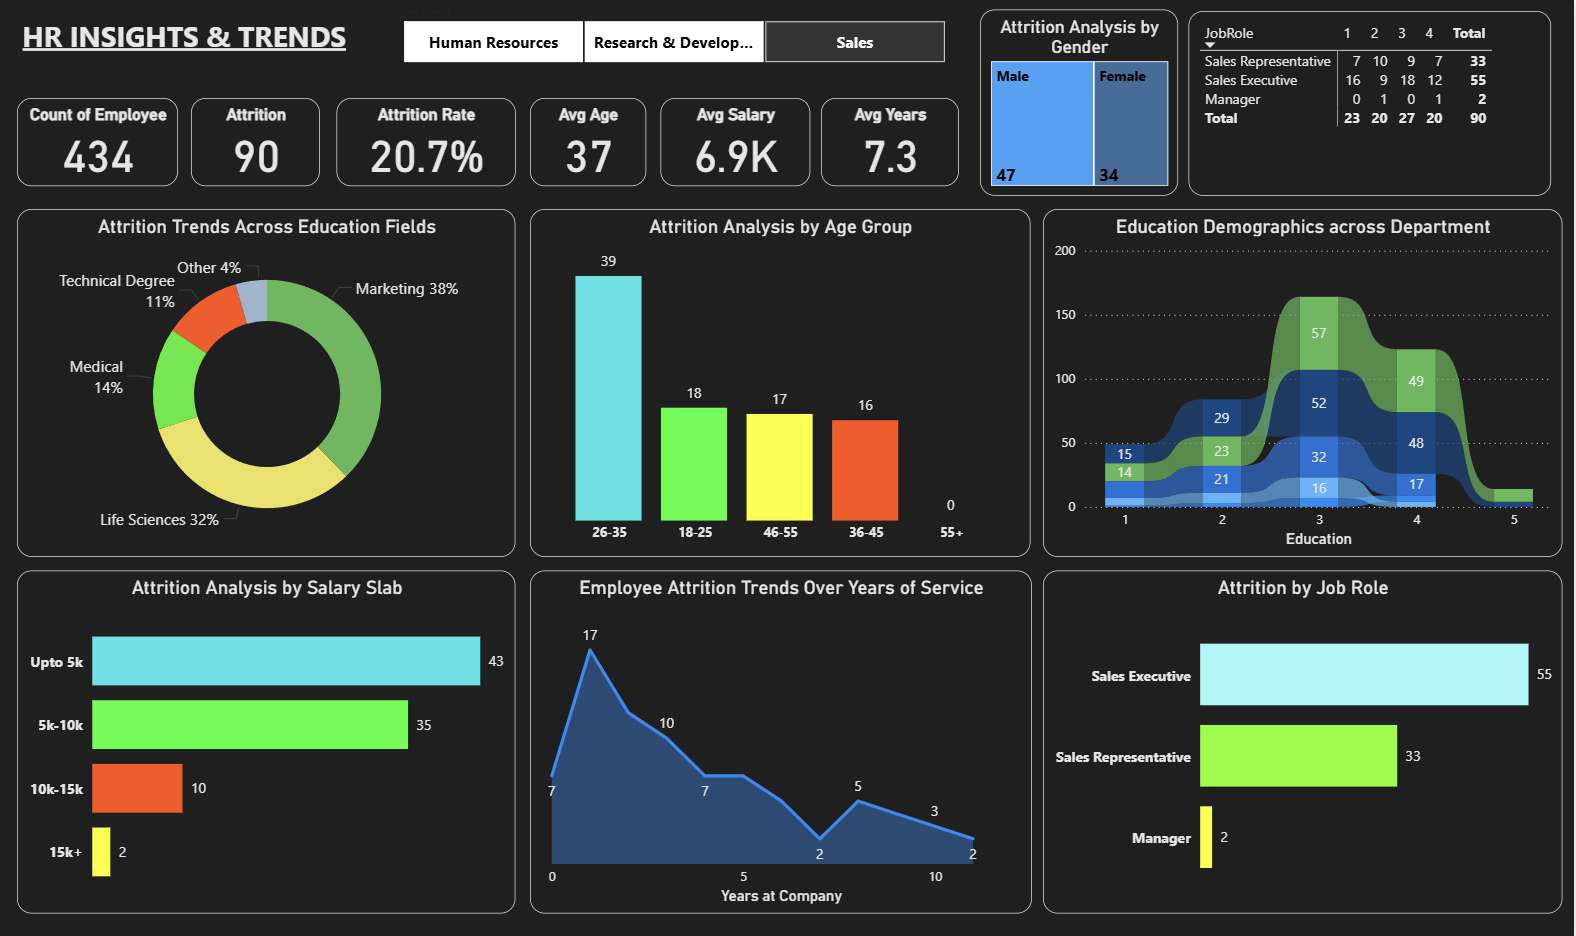 HR INSIGHTS & TRENDS
Human Resources
Research & Develop...
Sales
Count of Employee
434
Attrition
90
Attrition Rate
20.7%
Avg Age
37
Avg Salary
6.9K
Avg Years
7.3
Attrition Analysis by
Gender
Male
Female
47
34
JobRole 1 2 3 4 Total
Sales Representative 7 10 9 7 33
Sales Executive 16 9 18 12 55
Manager 0 1 0 1 2
Total 23 20 27 20 90
Attrition Trends Across Education Fields
Other 4%
Technical Degree
11%
Marketing 38%
Medical
14%
Life Sciences 32%
Attrition Analysis by Age Group
39
18
17
16
0
26-35
18-25
46-55
36-45
55+
Education Demographics across Department
200
150
100
50
0
15
14
29
23
21
57
52
32
16
49
48
17
1
2
3
4
5
Education
Attrition Analysis by Salary Slab
Upto 5k
43
5k-10k
35
10k-15k
10
15k+
2
Employee Attrition Trends Over Years of Service
17
10
7
7
5
3
2
2
0
5
10
Years at Company
Attrition by Job Role
Sales Executive
55
Sales Representative
33
Manager
2